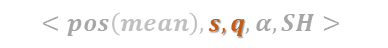 < pos(mean), s, q, α, SH >